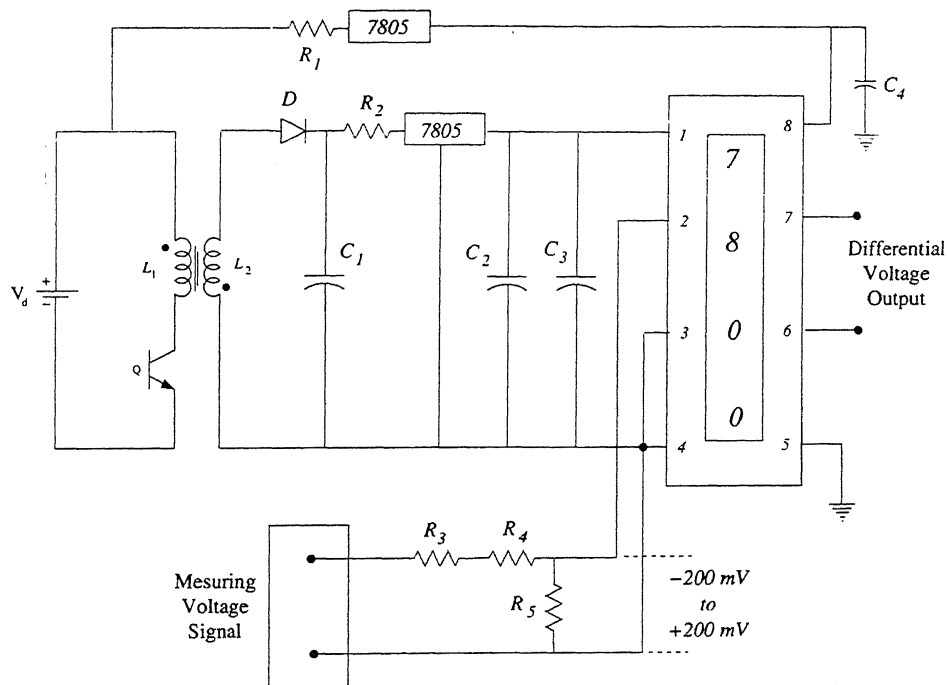 7805
R1
C4
D
R2
7805
1
8
7
8
0
0
2
7
3
6
4
5
L1
L2
C1
C2
C3
Differential
Voltage
Output
Vd
+
−
Q
R3
R4
R5
Mesuring
Voltage
Signal
−200 mV
to
+200 mV